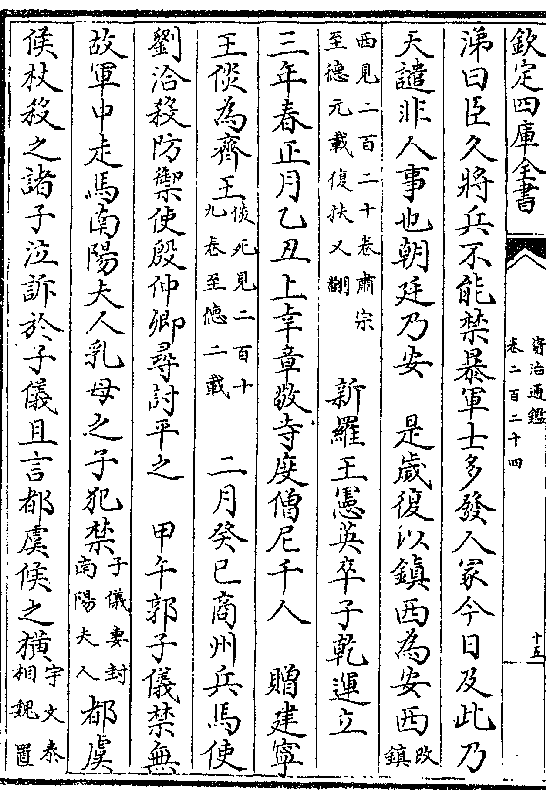 欽定四庫全書
資治通鑑
卷二百二十四
十五
涕曰臣久將兵不能禁暴軍士多發人冡今日及此乃
天譴非人事也朝廷乃安　是歲復以鎮西為安西改鎮
西見二百二十卷肅宗至德元載復扶又翻　新羅王憲英卒子乾運立
三年春正月乙丑上幸章敬寺度僧尼千人　贈建寧
王倓為齊王倓死見二百十九卷至德二載　二月癸巳商州兵馬使
劉洽殺防禦使殷仲卿尋討平之　甲午郭子儀禁無
故軍中走馬南陽夫人乳母之子犯禁子儀妻封南陽夫人都虞
候杖殺之諸子泣訴於子儀且言都虞候之橫宇文泰相魏置